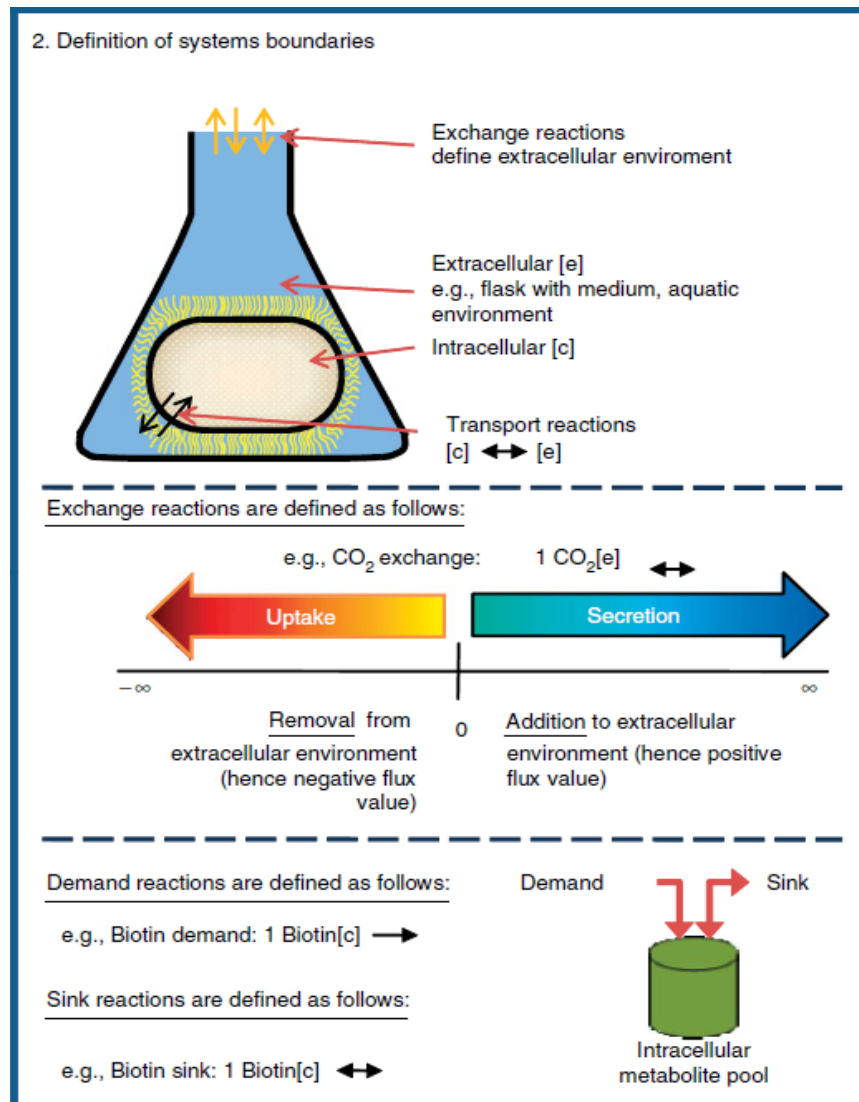 2. Definition of systems boundaries
Exchange reactions
define extracellular enviroment
Extracellular [e]
e.g., flask with medium, aquatic
environment
Intracellular [c]
Transport reactions
[c] ↔ [e]
Exchange reactions are defined as follows:
e.g., CO₂ exchange: 1 CO₂[e] ↔
Uptake
Secretion
−∞
0
∞
Removal from
extracellular environment
(hence negative flux
value)
Addition to extracellular
environment (hence positive
flux value)
Demand reactions are defined as follows:
e.g., Biotin demand: 1 Biotin[c] →
Sink reactions are defined as follows:
e.g., Biotin sink: 1 Biotin[c] ↔
Demand
Sink
Intracellular
metabolite pool